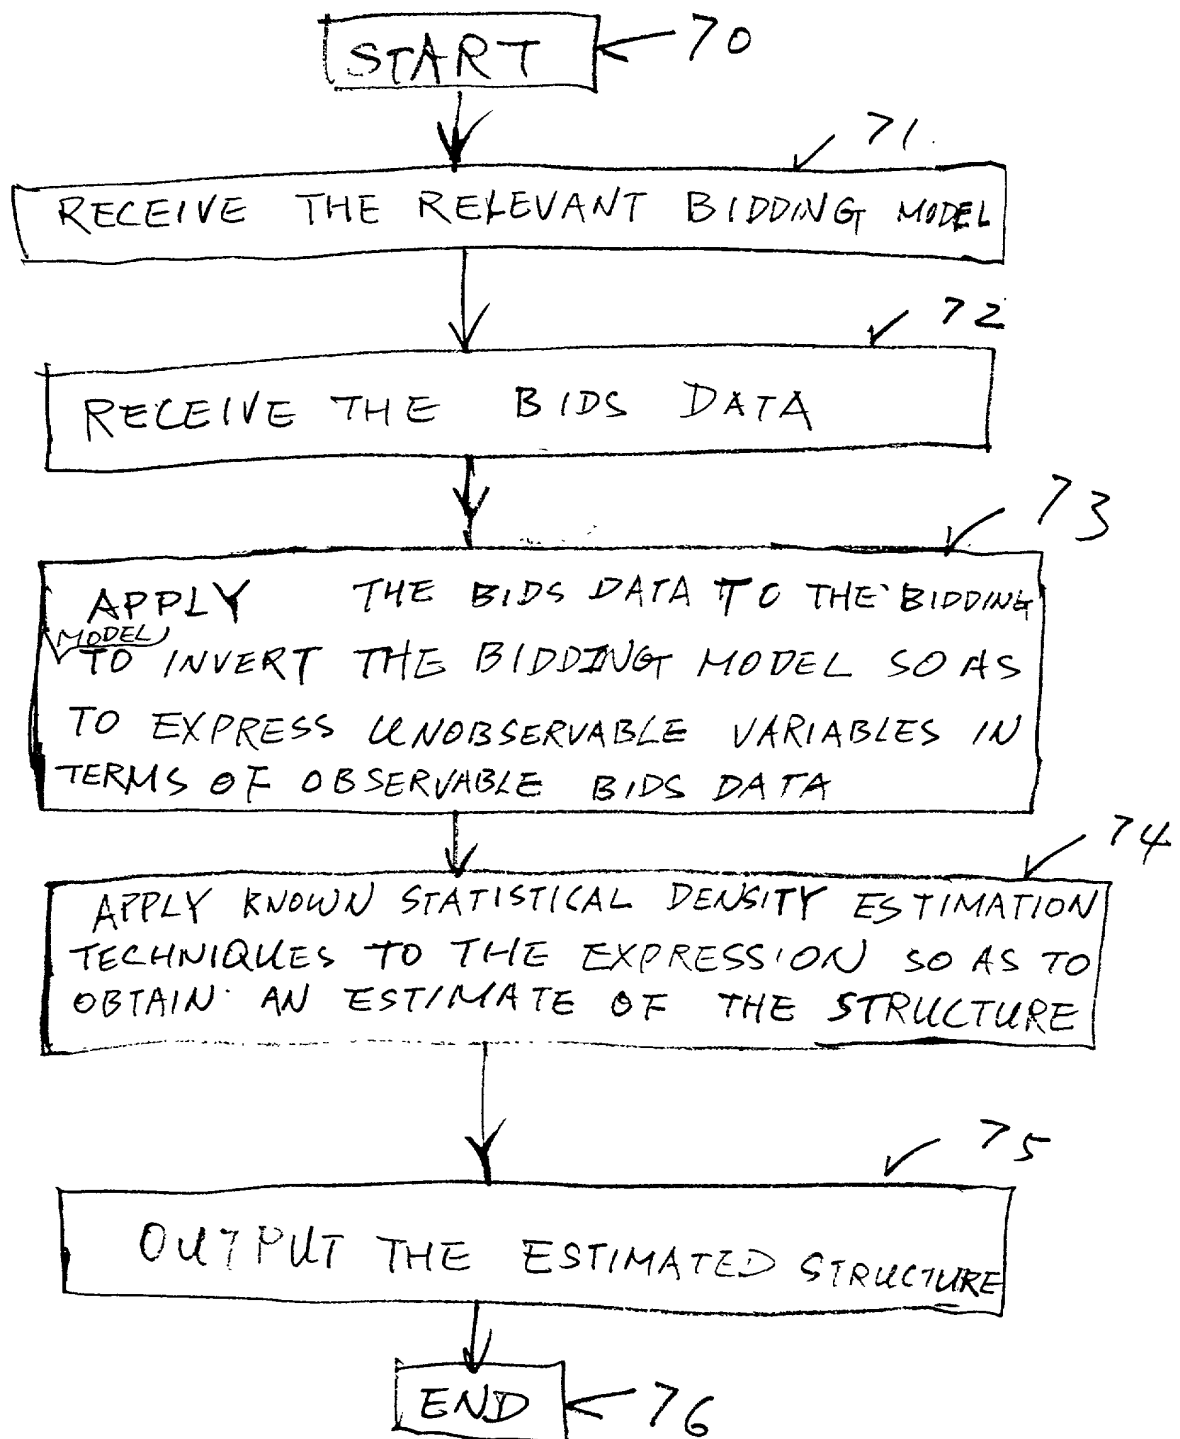 START 70
71.
RECEIVE THE RELEVANT BIDDING MODEL
72
RECEIVE THE BIDS DATA
73
APPLY THE BIDS DATA TO THE BIDDING
MODEL
TO INVERT THE BIDDING MODEL SO AS
TO EXPRESS UNOBSERVABLE VARIABLES IN
TERMS OF OBSERVABLE BIDS DATA
74
APPLY KNOWN STATISTICAL DENSITY ESTIMATION
TECHNIQUES TO THE EXPRESSION SO AS TO
OBTAIN AN ESTIMATE OF THE STRUCTURE
75
OUTPUT THE ESTIMATED STRUCTURE
END 76